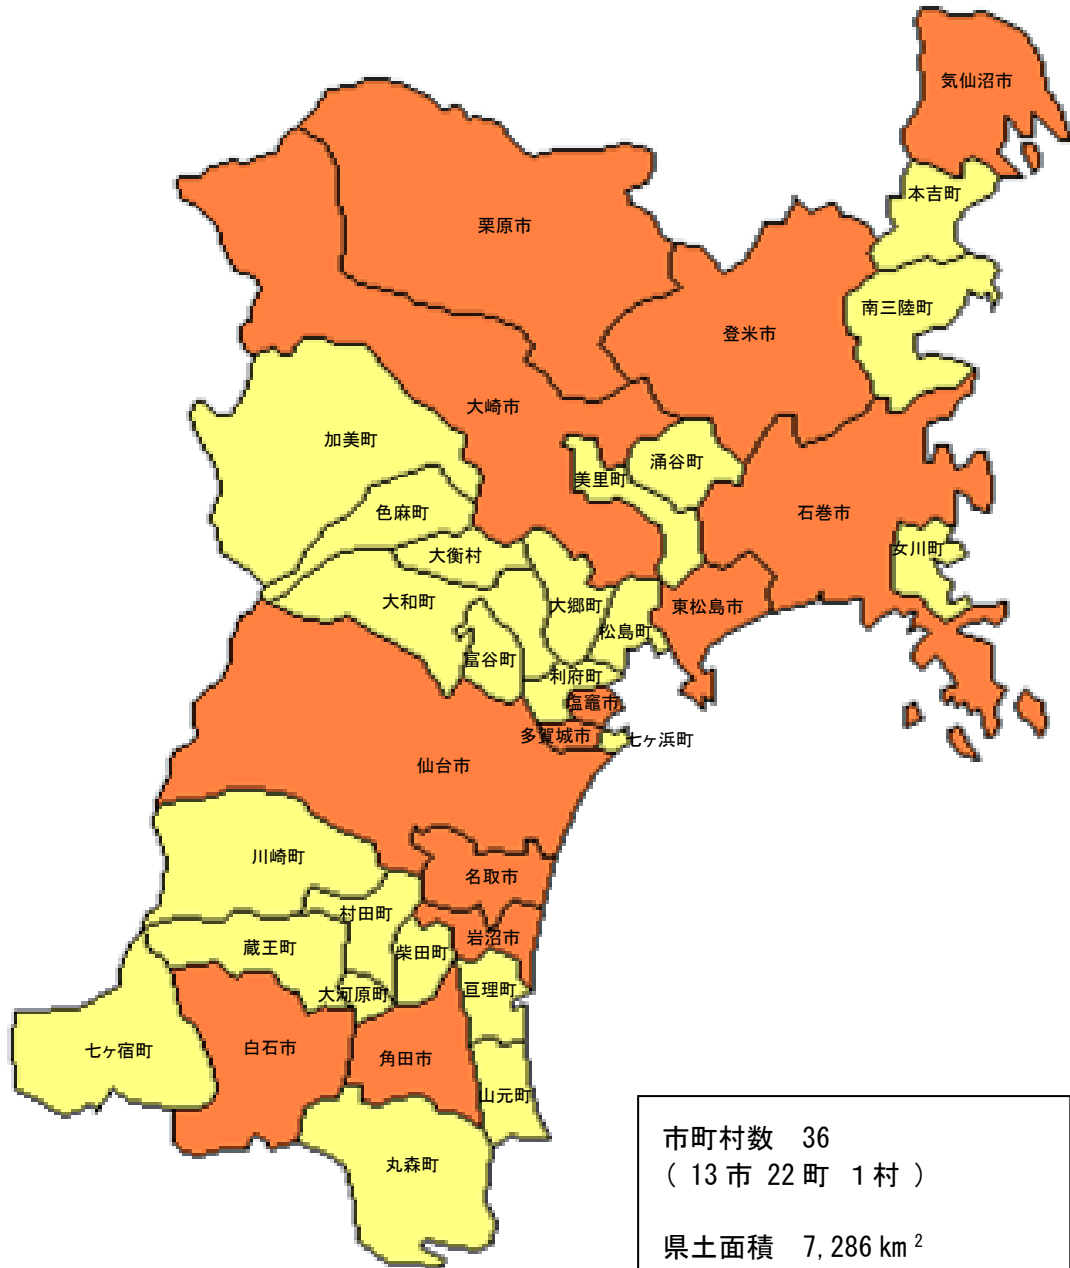 気仙沼市
本吉町
栗原市
南三陸町
登米市
大崎市
加美町
涌谷町
美里町
石巻市
色麻町
女川町
大衡村
大和町
大郷町
東松島市
松島町
富谷町
利府町
塩竈市
多賀城市
七ヶ浜町
仙台市
川崎町
名取市
村田町
岩沼市
蔵王町
柴田町
亘理町
大河原町
七ヶ宿町
白石市
角田市
山元町
丸森町
市町村数 36
( 13市 22町 1村 )
県土面積 7,286km²